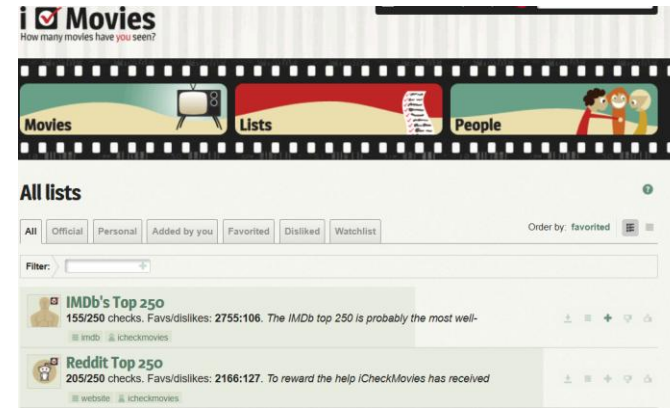 i Movies
How many movies have you seen?
Movies
Lists
People
All lists
?
All Official Personal Added by you Favorited Disliked Watchlist
Order by: favorited
Filter:
IMDb's Top 250
155/250 checks. Favs/dislikes: 2755:106. The IMDb top 250 is probably the most well-
imdb icheckmovies
Reddit Top 250
205/250 checks. Favs/dislikes: 2166:127. To reward the help iCheckMovies has received
website icheckmovies